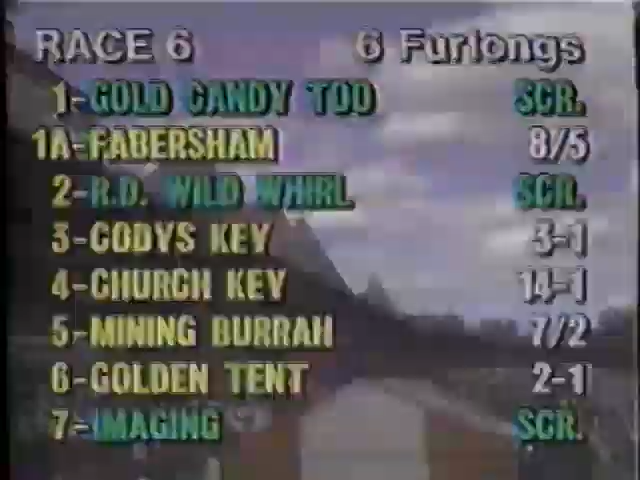 RACE 6 6 Furlongs
1-GOLD CANDY TOO SCR.
1A-FABERSHAM 8/5
2-R.D. WILD WHIRL SCR.
3-CODYS KEY 3-1
4-CHURCH KEY 14-1
5-MINING BURRAH 7/2
6-GOLDEN TENT 2-1
7-IMAGING SCR.